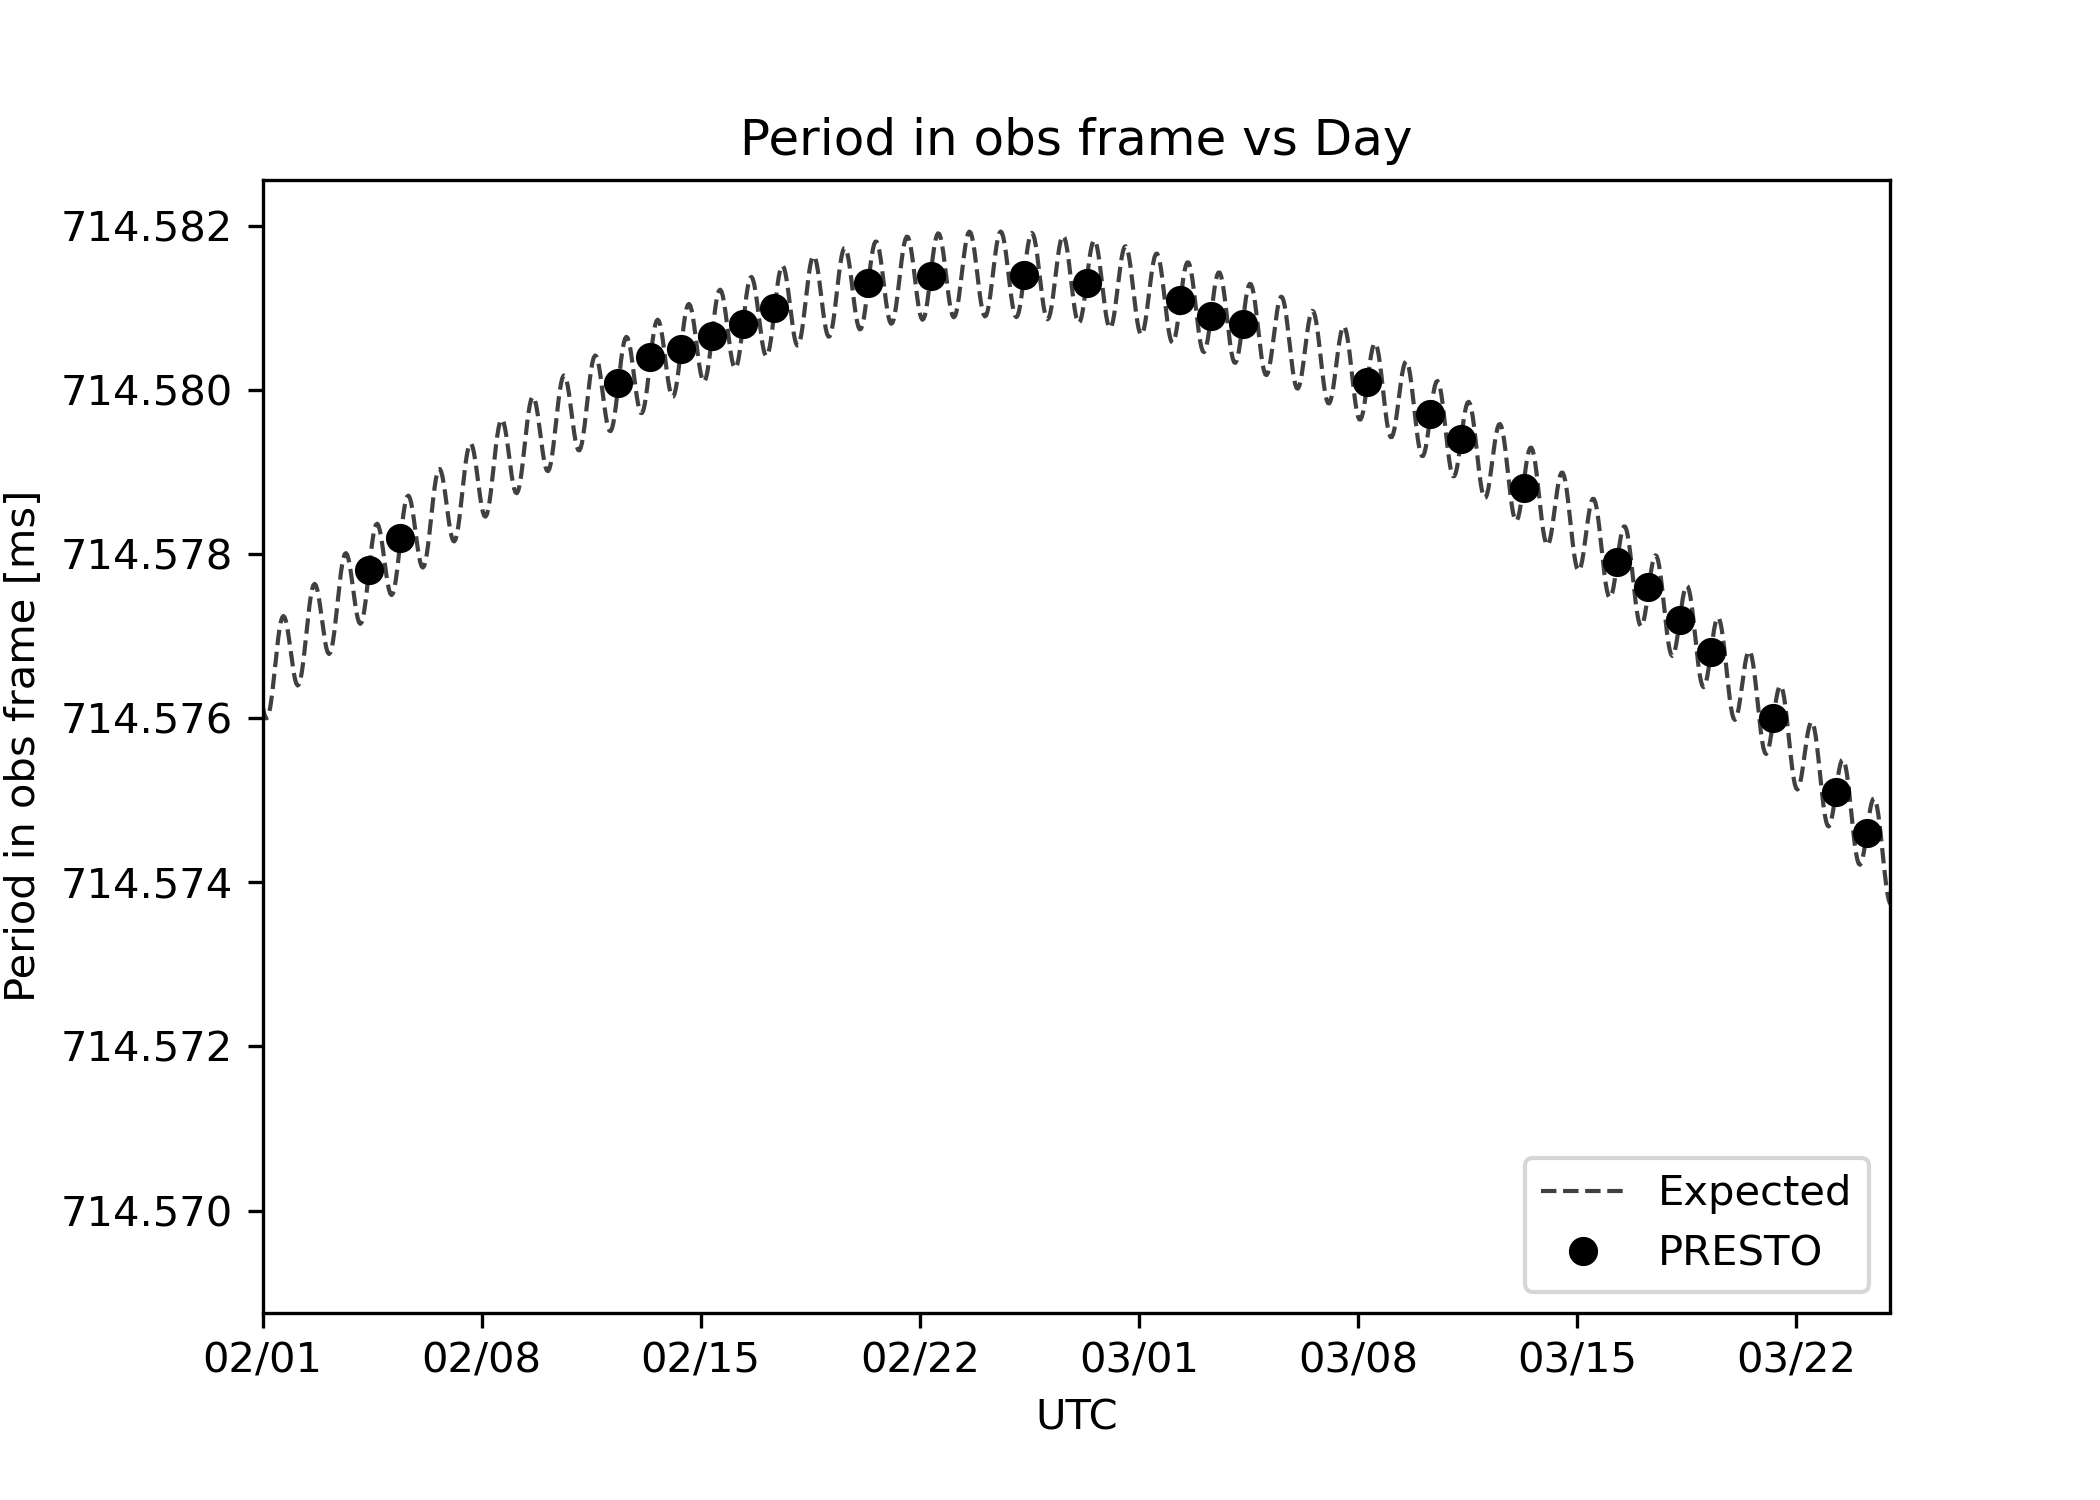 Period in obs frame vs Day
Period in obs frame [ms]
714.582
714.580
714.578
714.576
714.574
714.572
714.570
02/01 02/08 02/15 02/22 03/01 03/08 03/15 03/22
UTC
Expected
PRESTO